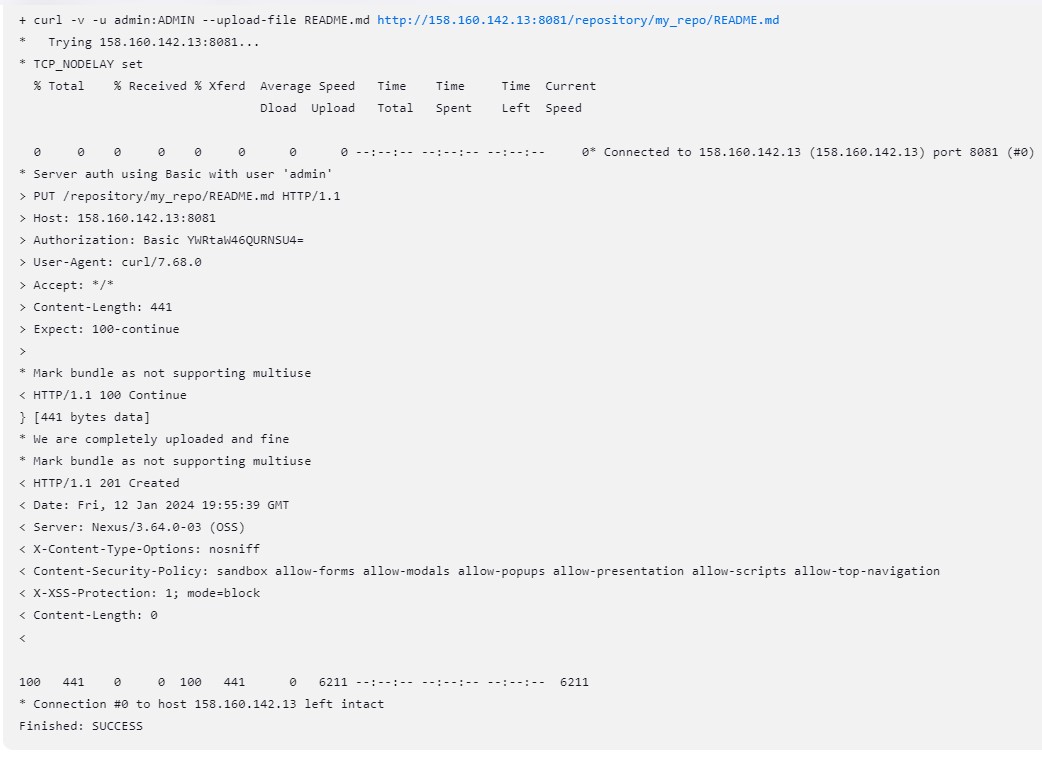 + curl -v -u admin:ADMIN --upload-file README.md http://158.160.142.13:8081/repository/my_repo/README.md
*   Trying 158.160.142.13:8081...
* TCP_NODELAY set
  % Total    % Received % Xferd  Average Speed   Time    Time     Time  Current
                                 Dload  Upload   Total   Spent    Left  Speed
  0     0    0     0    0     0      0      0 --:--:-- --:--:-- --:--:--     0* Connected to 158.160.142.13 (158.160.142.13) port 8081 (#0)
* Server auth using Basic with user 'admin'
> PUT /repository/my_repo/README.md HTTP/1.1
> Host: 158.160.142.13:8081
> Authorization: Basic YWRtaW46QURNSU4=
> User-Agent: curl/7.68.0
> Accept: */*
> Content-Length: 441
> Expect: 100-continue
>
* Mark bundle as not supporting multiuse
< HTTP/1.1 100 Continue
} [441 bytes data]
* We are completely uploaded and fine
* Mark bundle as not supporting multiuse
< HTTP/1.1 201 Created
< Date: Fri, 12 Jan 2024 19:55:39 GMT
< Server: Nexus/3.64.0-03 (OSS)
< X-Content-Type-Options: nosniff
< Content-Security-Policy: sandbox allow-forms allow-modals allow-popups allow-presentation allow-scripts allow-top-navigation
< X-XSS-Protection: 1; mode=block
< Content-Length: 0
<
100   441    0     0  100   441      0   6211 --:--:-- --:--:-- --:--:--  6211
* Connection #0 to host 158.160.142.13 left intact
Finished: SUCCESS